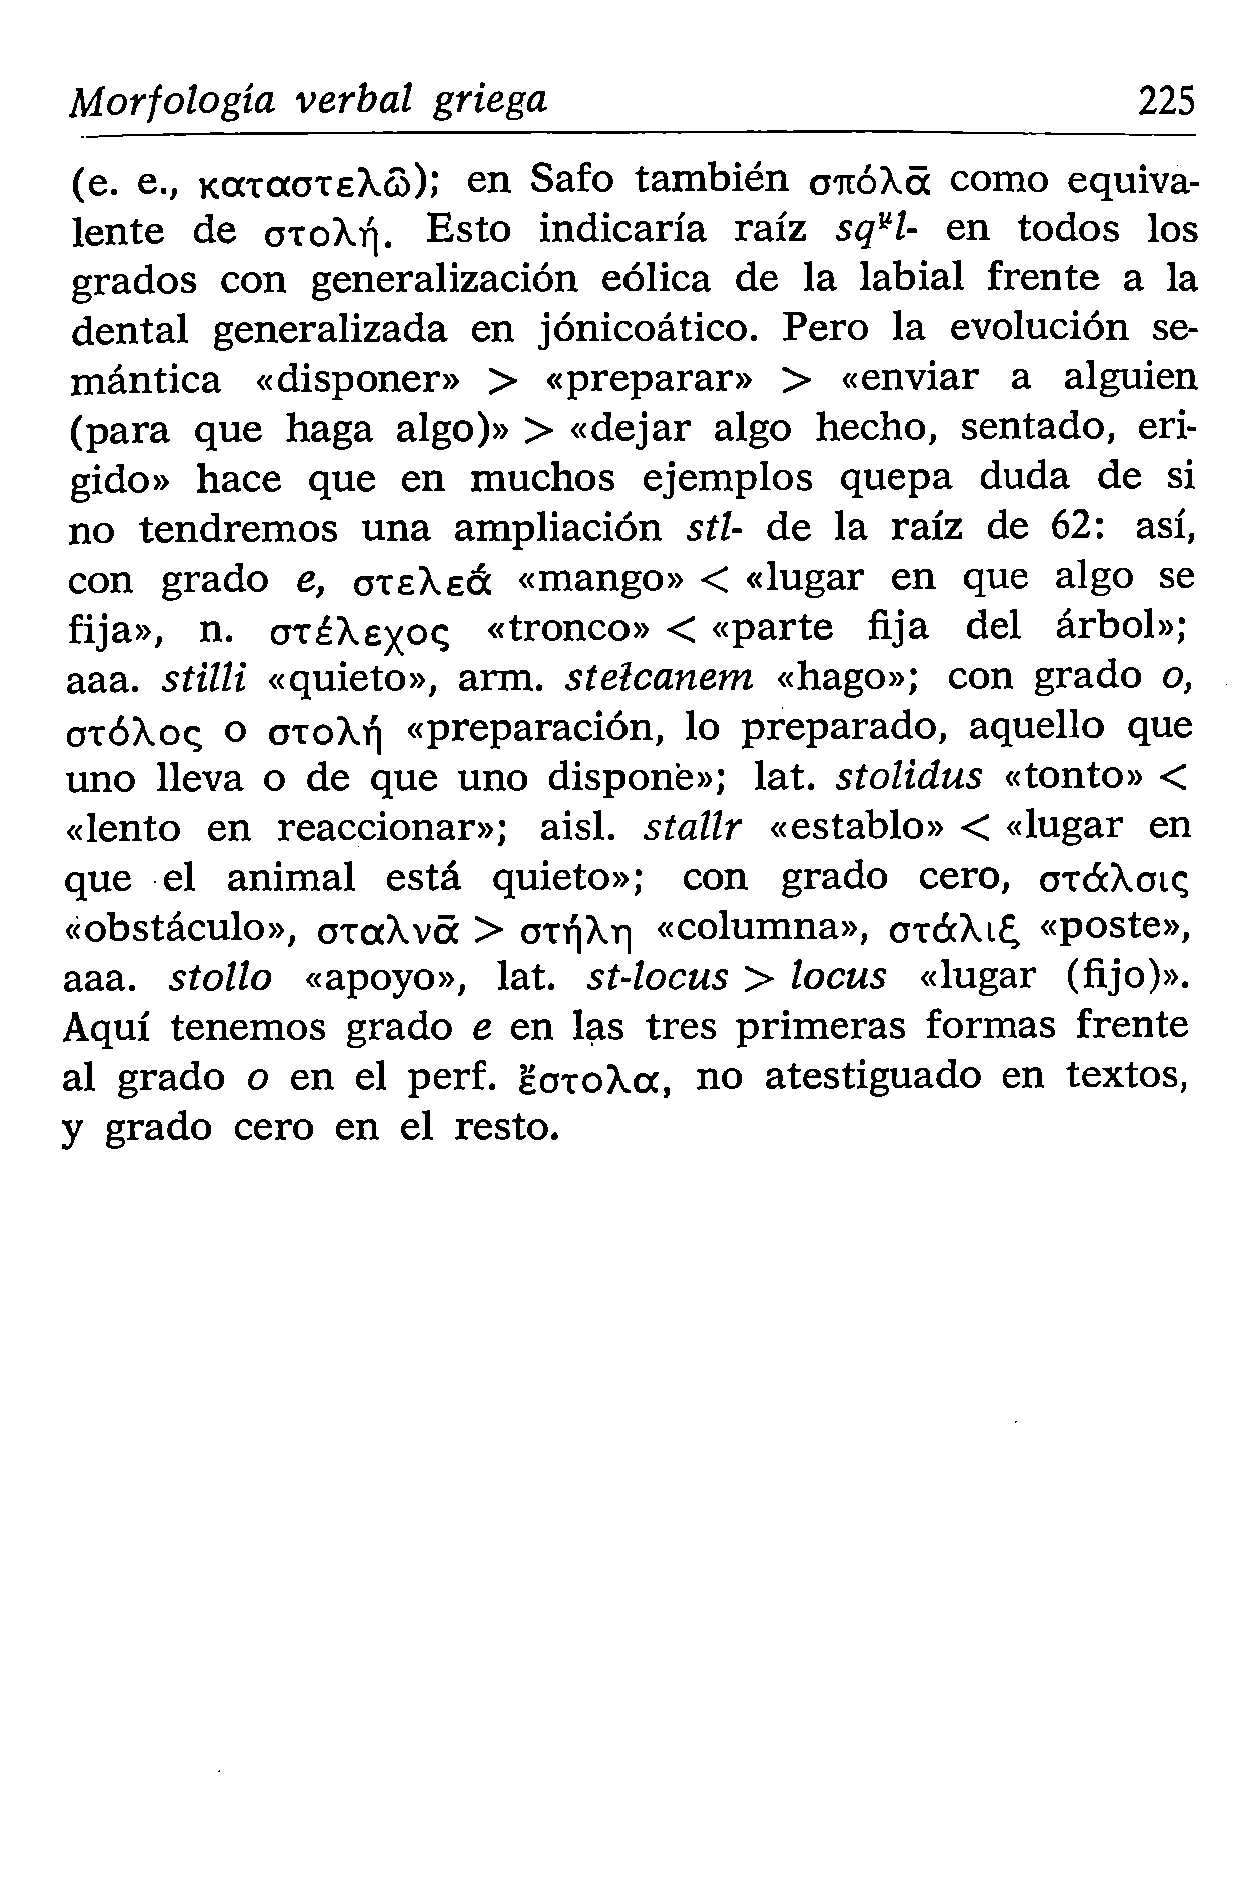 Morfología verbal griega 225
(e. e., καταστελῶ); en Safo también σπόλᾱ como equiva-
lente de στολή. Esto indicaría raíz sqᵘ̯l- en todos los
grados con generalización eólica de la labial frente a la
dental generalizada en jónicoático. Pero la evolución se-
mántica «disponer» > «preparar» > «enviar a alguien
(para que haga algo)» > «dejar algo hecho, sentado, eri-
gido» hace que en muchos ejemplos quepa duda de si
no tendremos una ampliación stl- de la raíz de 62: así,
con grado e, στελεά «mango» < «lugar en que algo se
fija», n. στέλεχος «tronco» < «parte fija del árbol»;
aaa. stilli «quieto», arm. stełcanem «hago»; con grado o,
στόλος o στολή «preparación, lo preparado, aquello que
uno lleva o de que uno dispone»; lat. stolidus «tonto» <
«lento en reaccionar»; aisl. stallr «establo» < «lugar en
que el animal está quieto»; con grado cero, στάλσις
«obstáculo», σταλνᾱ > στήλη «columna», στάλιξ «poste»,
aaa. stollo «apoyo», lat. st-locus > locus «lugar (fijo)».
Aquí tenemos grado e en las tres primeras formas frente
al grado o en el perf. ἔστολα, no atestiguado en textos,
y grado cero en el resto.